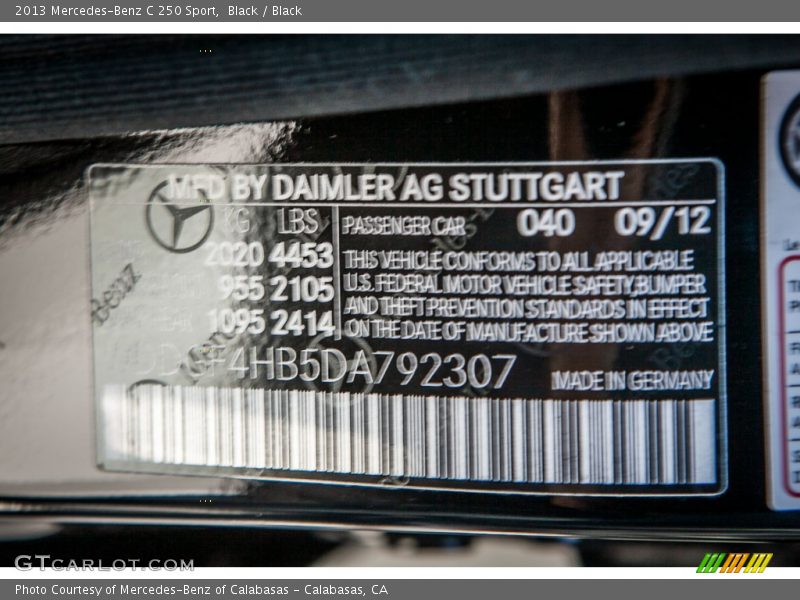 2013 Mercedes-Benz C 250 Sport,  Black / Black
MFD BY DAIMLER AG STUTTGART
KG LBS PASSENGER CAR 040 09/12
2020 4453
955 2105
1095 2414
THIS VEHICLE CONFORMS TO ALL APPLICABLE
U.S. FEDERAL MOTOR VEHICLE SAFETY, BUMPER
AND THEFT PREVENTION STANDARDS IN EFFECT
ON THE DATE OF MANUFACTURE SHOWN ABOVE
4HB5DA792307
MADE IN GERMANY
GTCARLOT.COM
Photo Courtesy of Mercedes-Benz of Calabasas - Calabasas, CA